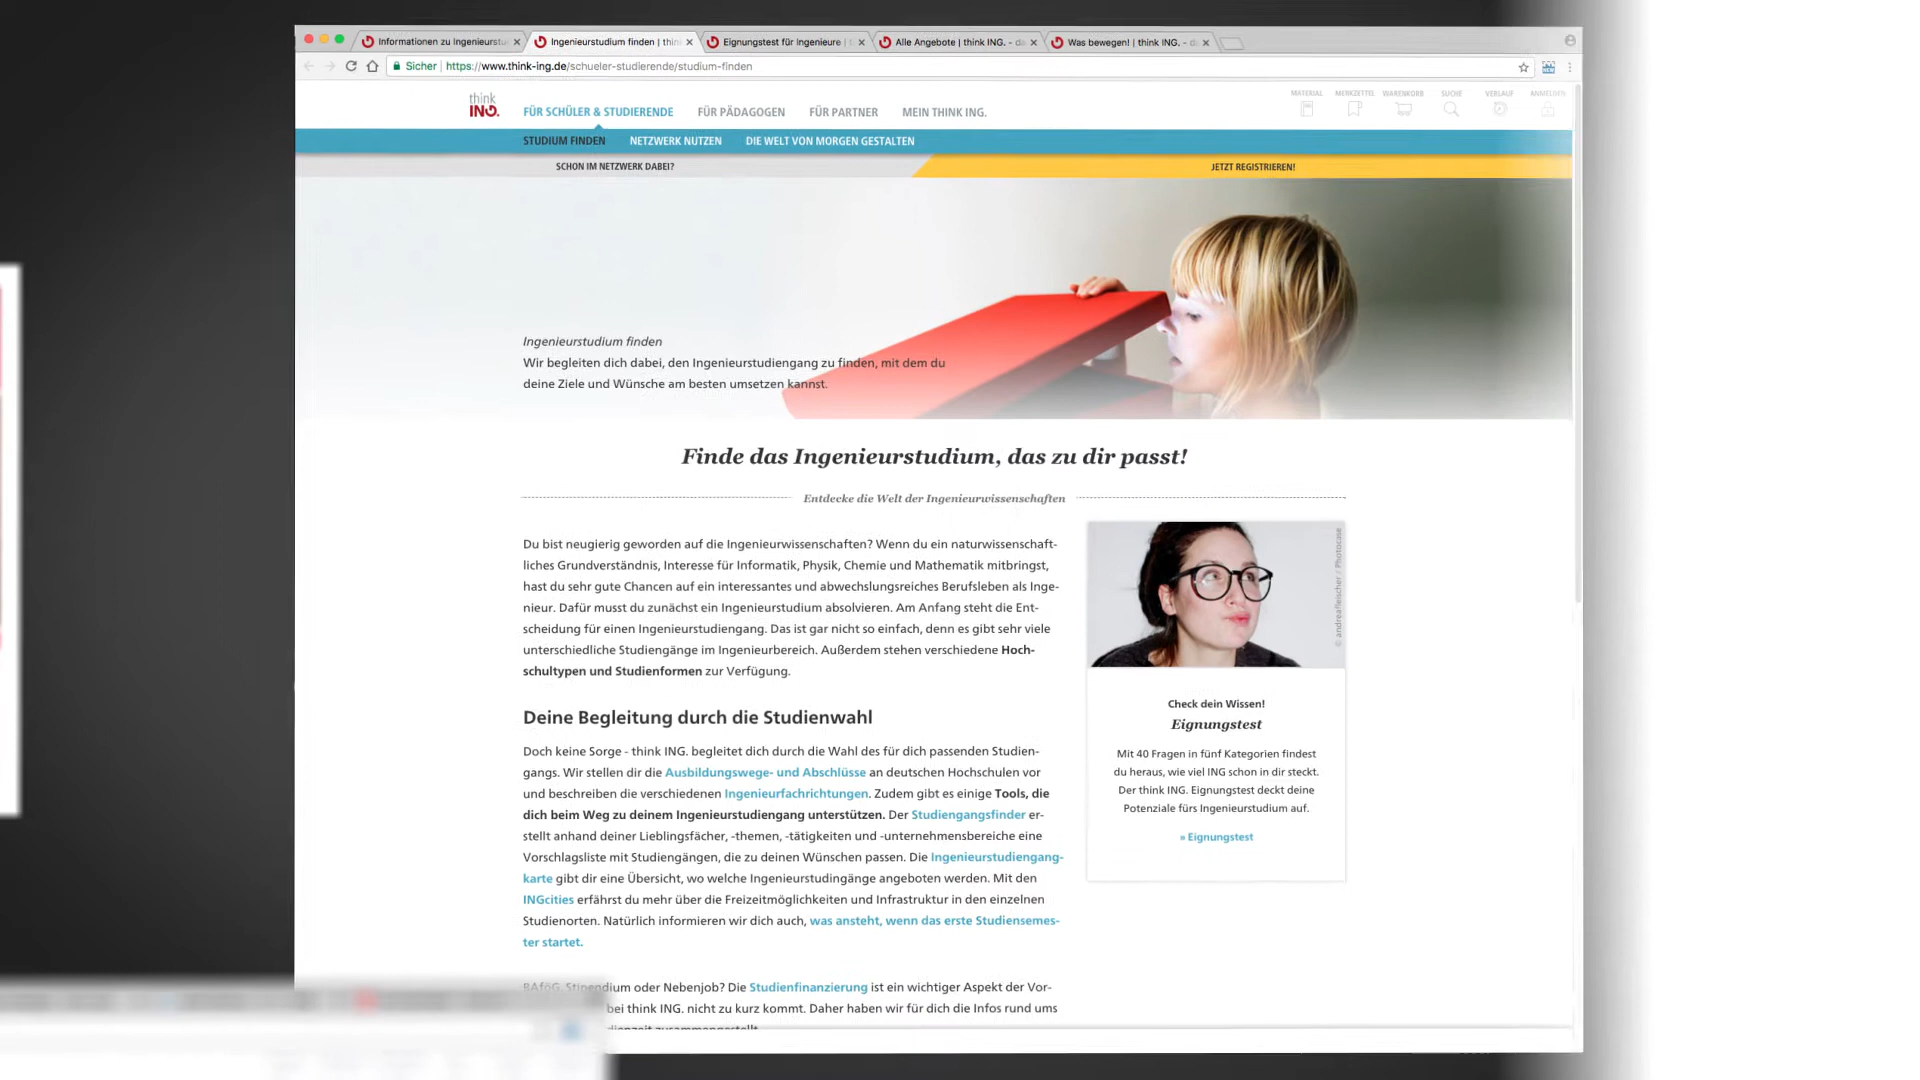 Informationen zu Ingenieurstu
Ingenieurstudium finden | thin
Eignungstest für Ingenieure |
Alle Angebote | think ING. - d
Was bewegen! | think ING. - d
Sicher | https://www.think-ing.de/schueler-studierende/studium-finden
think
ING.
FÜR SCHÜLER & STUDIERENDE
FÜR PÄDAGOGEN
FÜR PARTNER
MEIN THINK ING.
MATERIAL
MERKZETTEL
WARENKORB
SUCHE
VERLAUF
ANMELDEN
STUDIUM FINDEN
NETZWERK NUTZEN
DIE WELT VON MORGEN GESTALTEN
SCHON IM NETZWERK DABEI?
JETZT REGISTRIEREN!
Ingenieurstudium finden
Wir begleiten dich dabei, den Ingenieurstudiengang zu finden, mit dem du
deine Ziele und Wünsche am besten umsetzen kannst.
Finde das Ingenieurstudium, das zu dir passt!
Entdecke die Welt der Ingenieurwissenschaften
Du bist neugierig geworden auf die Ingenieurwissenschaften? Wenn du ein naturwissenschaft-
liches Grundverständnis, Interesse für Informatik, Physik, Chemie und Mathematik mitbringst,
hast du sehr gute Chancen auf ein interessantes und abwechslungsreiches Berufsleben als Inge-
nieur. Dafür musst du zunächst ein Ingenieurstudium absolvieren. Am Anfang steht die Ent-
scheidung für einen Ingenieurstudiengang. Das ist gar nicht so einfach, denn es gibt sehr viele
unterschiedliche Studiengänge im Ingenieurbereich. Außerdem stehen verschiedene Hoch-
schultypen und Studienformen zur Verfügung.
Deine Begleitung durch die Studienwahl
Doch keine Sorge - think ING. begleitet dich durch die Wahl des für dich passenden Studien-
gangs. Wir stellen dir die Ausbildungswege- und Abschlüsse an deutschen Hochschulen vor
und beschreiben die verschiedenen Ingenieurfachrichtungen. Zudem gibt es einige Tools, die
dich beim Weg zu deinem Ingenieurstudiengang unterstützen. Der Studiengangsfinder er-
stellt anhand deiner Lieblingsfächer, -themen, -tätigkeiten und -unternehmensbereiche eine
Vorschlagsliste mit Studiengängen, die zu deinen Wünschen passen. Die Ingenieurstudiengang-
karte gibt dir eine Übersicht, wo welche Ingenieurstudingänge angeboten werden. Mit den
INGcities erfährst du mehr über die Freizeitmöglichkeiten und Infrastruktur in den einzelnen
Studienorten. Natürlich informieren wir dich auch, was ansteht, wenn das erste Studiensemes-
ter startet.
BAföG, Stipendium oder Nebenjob? Die Studienfinanzierung ist ein wichtiger Aspekt der Vor-
bei think ING. nicht zu kurz kommt. Daher haben wir für dich die Infos rund ums
dienzeit zusammengestellt.
© andreafleischer / Photocase
Check dein Wissen!
Eignungstest
Mit 40 Fragen in fünf Kategorien findest
du heraus, wie viel ING schon in dir steckt.
Der think ING. Eignungstest deckt deine
Potenziale fürs Ingenieurstudium auf.
» Eignungstest